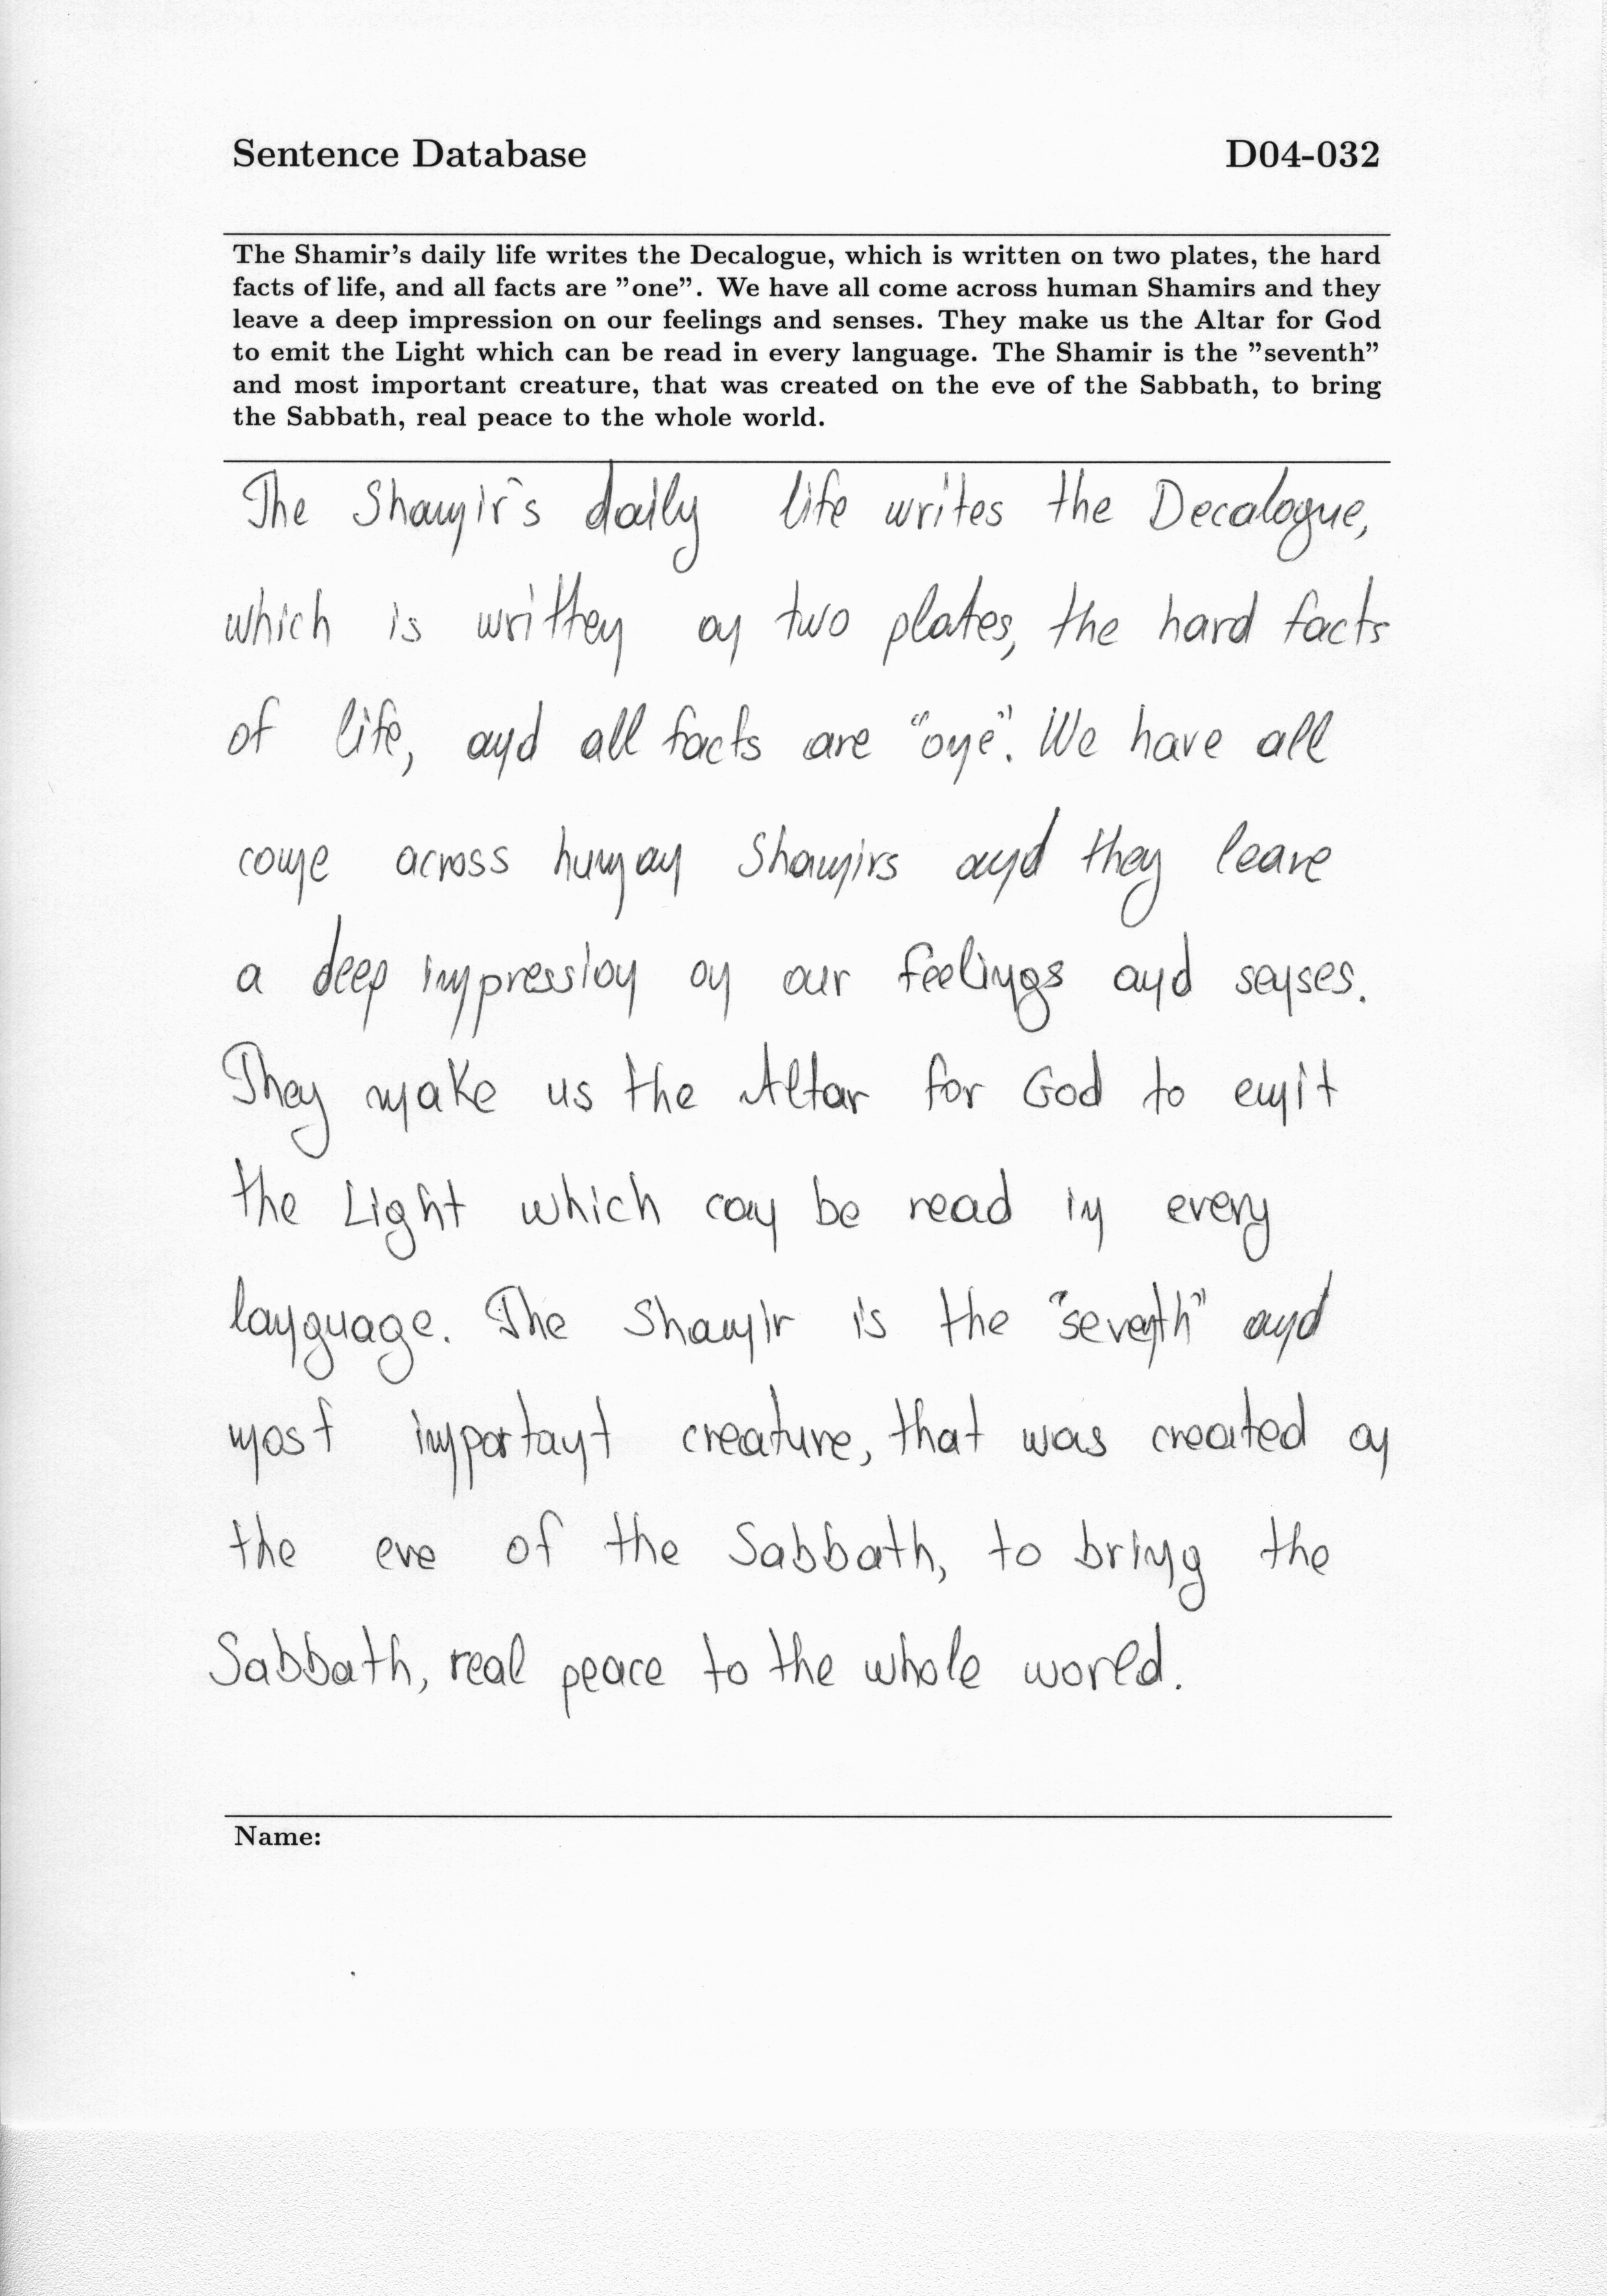 Sentence Database D04-032
The Shamir's daily life writes the Decalogue, which is written on two plates, the hard
facts of life, and all facts are "one". We have all come across human Shamirs and they
leave a deep impression on our feelings and senses. They make us the Altar for God
to emit the Light which can be read in every language. The Shamir is the "seventh"
and most important creature, that was created on the eve of the Sabbath, to bring
the Sabbath, real peace to the whole world.
The Shamir's daily life writes the Decalogue,
which is written on two plates, the hard facts
of life, and all facts are "one". We have all
come across human Shamirs and they leave
a deep impression on our feelings and senses.
They make us the Altar for God to emit
the Light which can be read in every
language. The Shamir is the "seventh" and
most important creature, that was created on
the eve of the Sabbath, to bring the
Sabbath, real peace to the whole world.
Name: